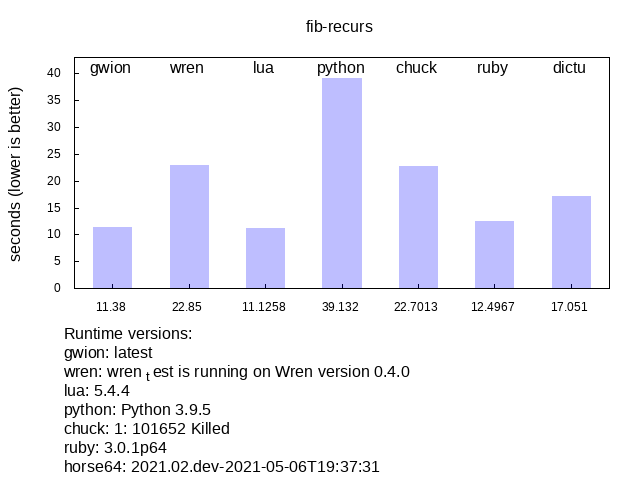 fib-recurs
gwion wren lua python chuck ruby dictu
seconds (lower is better)
40
35
30
25
20
15
10
5
0
11.38 22.85 11.1258 39.132 22.7013 12.4967 17.051
Runtime versions:
gwion: latest
wren: wren test is running on Wren version 0.4.0
lua: 5.4.4
python: Python 3.9.5
chuck: 1: 101652 Killed
ruby: 3.0.1p64
horse64: 2021.02.dev-2021-05-06T19:37:31